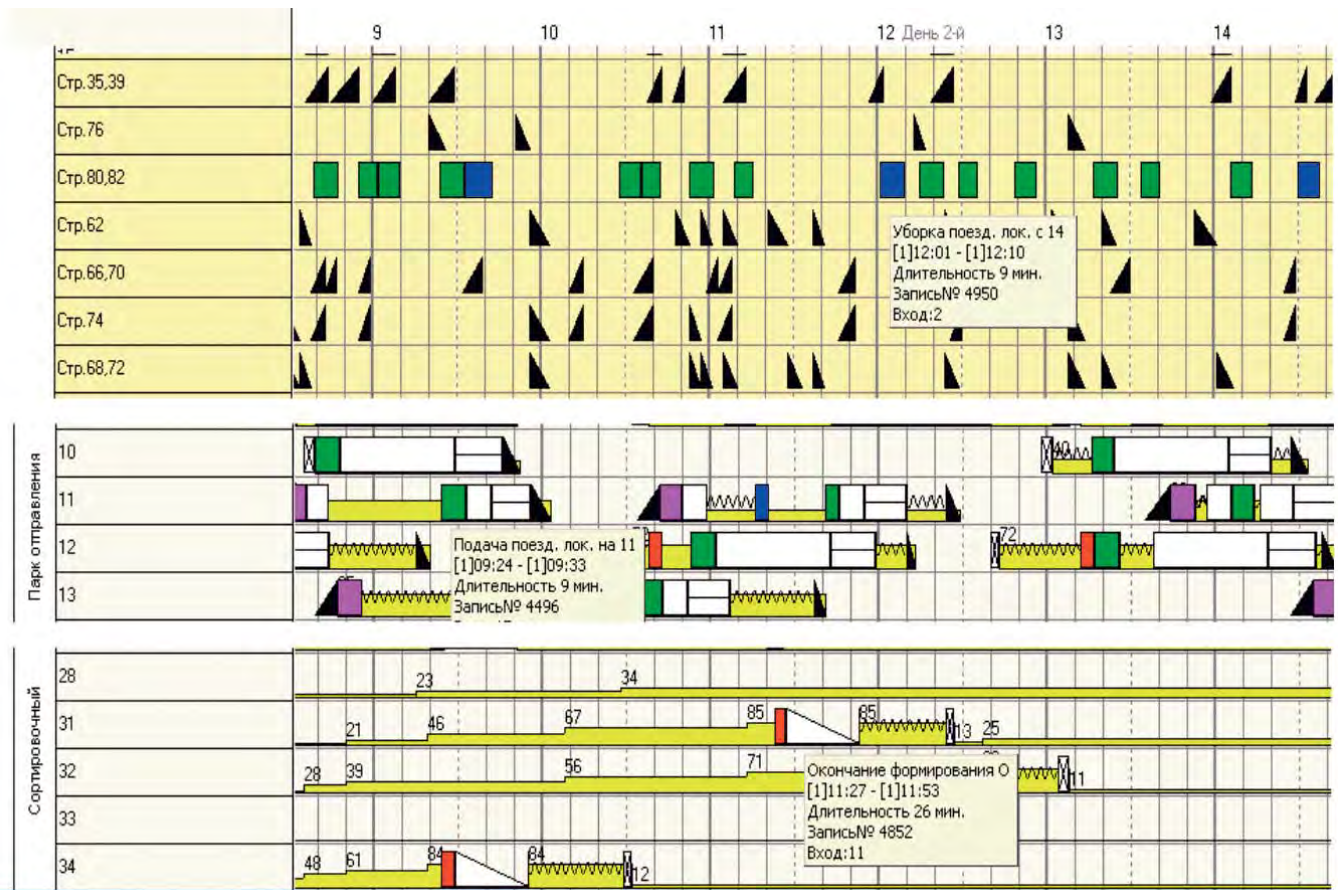 9 10 11 12 День 2-й 13 14
Стр.35,39
Стр.76
Стр.80,82
Стр.62
Уборка поезд. лок. с 14
[1]12:01 - [1]12:10
Длительность 9 мин.
Запись№ 4950
Вход:2
Стр.66,70
Стр.74
Стр.68,72
Парк отправления
10
11
12 72
Подача поезд. лок. на 11
[1]09:24 - [1]09:33
Длительность 9 мин.
Запись№ 4496
13
Сортировочный
28 23 34
31 21 46 67 85 85 13 25
32 28 39 56 71 11
Окончание формирования О
[1]11:27 - [1]11:53
Длительность 26 мин.
Запись№ 4852
Вход:11
33
34 48 61 84 84 12